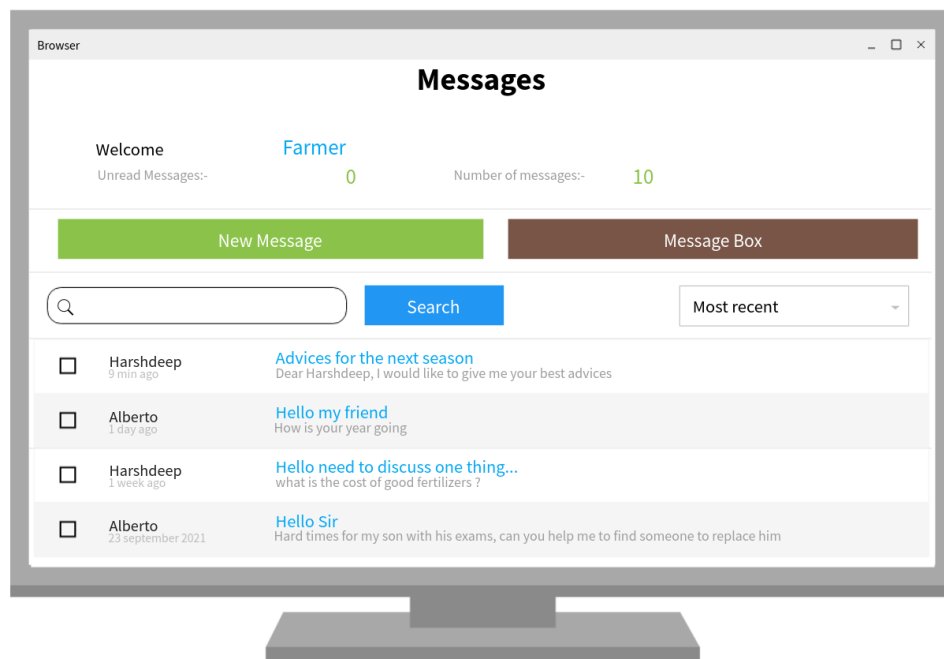 Browser
Messages
Welcome Farmer
Unread Messages:- 0 Number of messages:- 10
New Message Message Box
Search Most recent
Harshdeep Advices for the next season
9 min ago Dear Harshdeep, I would like to give me your best advices
Alberto Hello my friend
1 day ago How is your year going
Harshdeep Hello need to discuss one thing...
1 week ago what is the cost of good fertilizers ?
Alberto Hello Sir
23 september 2021 Hard times for my son with his exams, can you help me to find someone to replace him